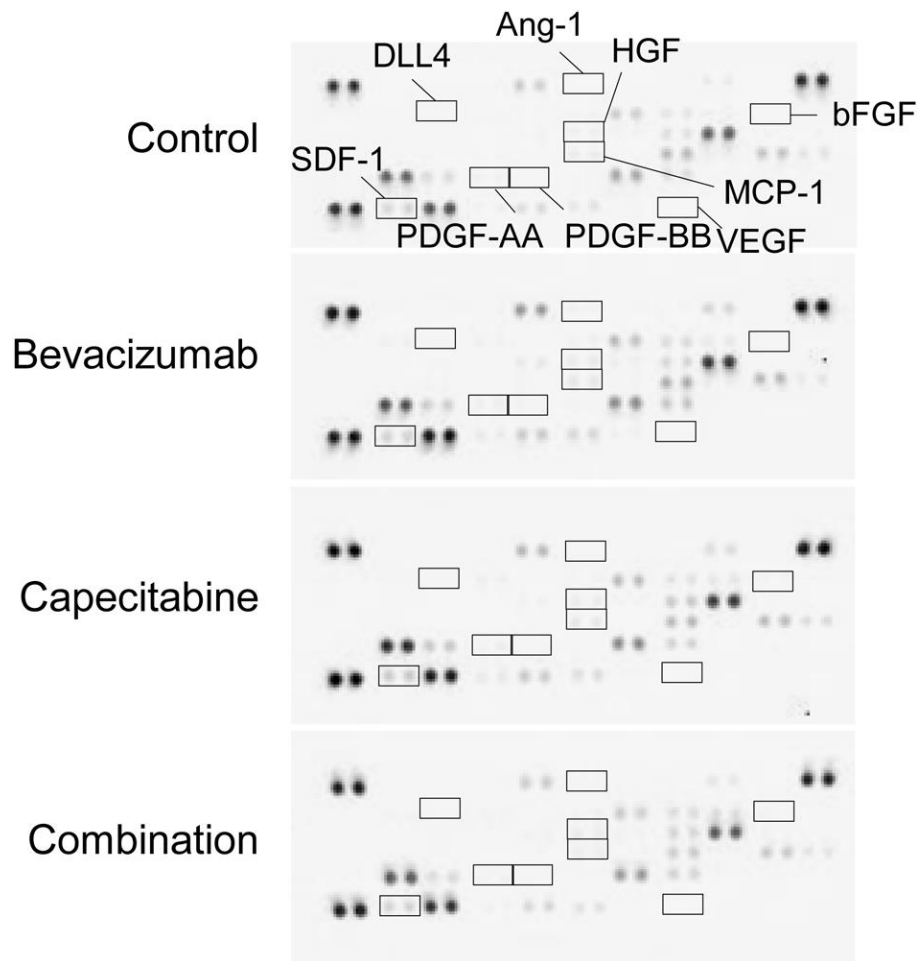 Ang-1
DLL4
HGF
Control
bFGF
SDF-1
MCP-1
PDGF-AA
PDGF-BB
VEGF
Bevacizumab
Capecitabine
Combination